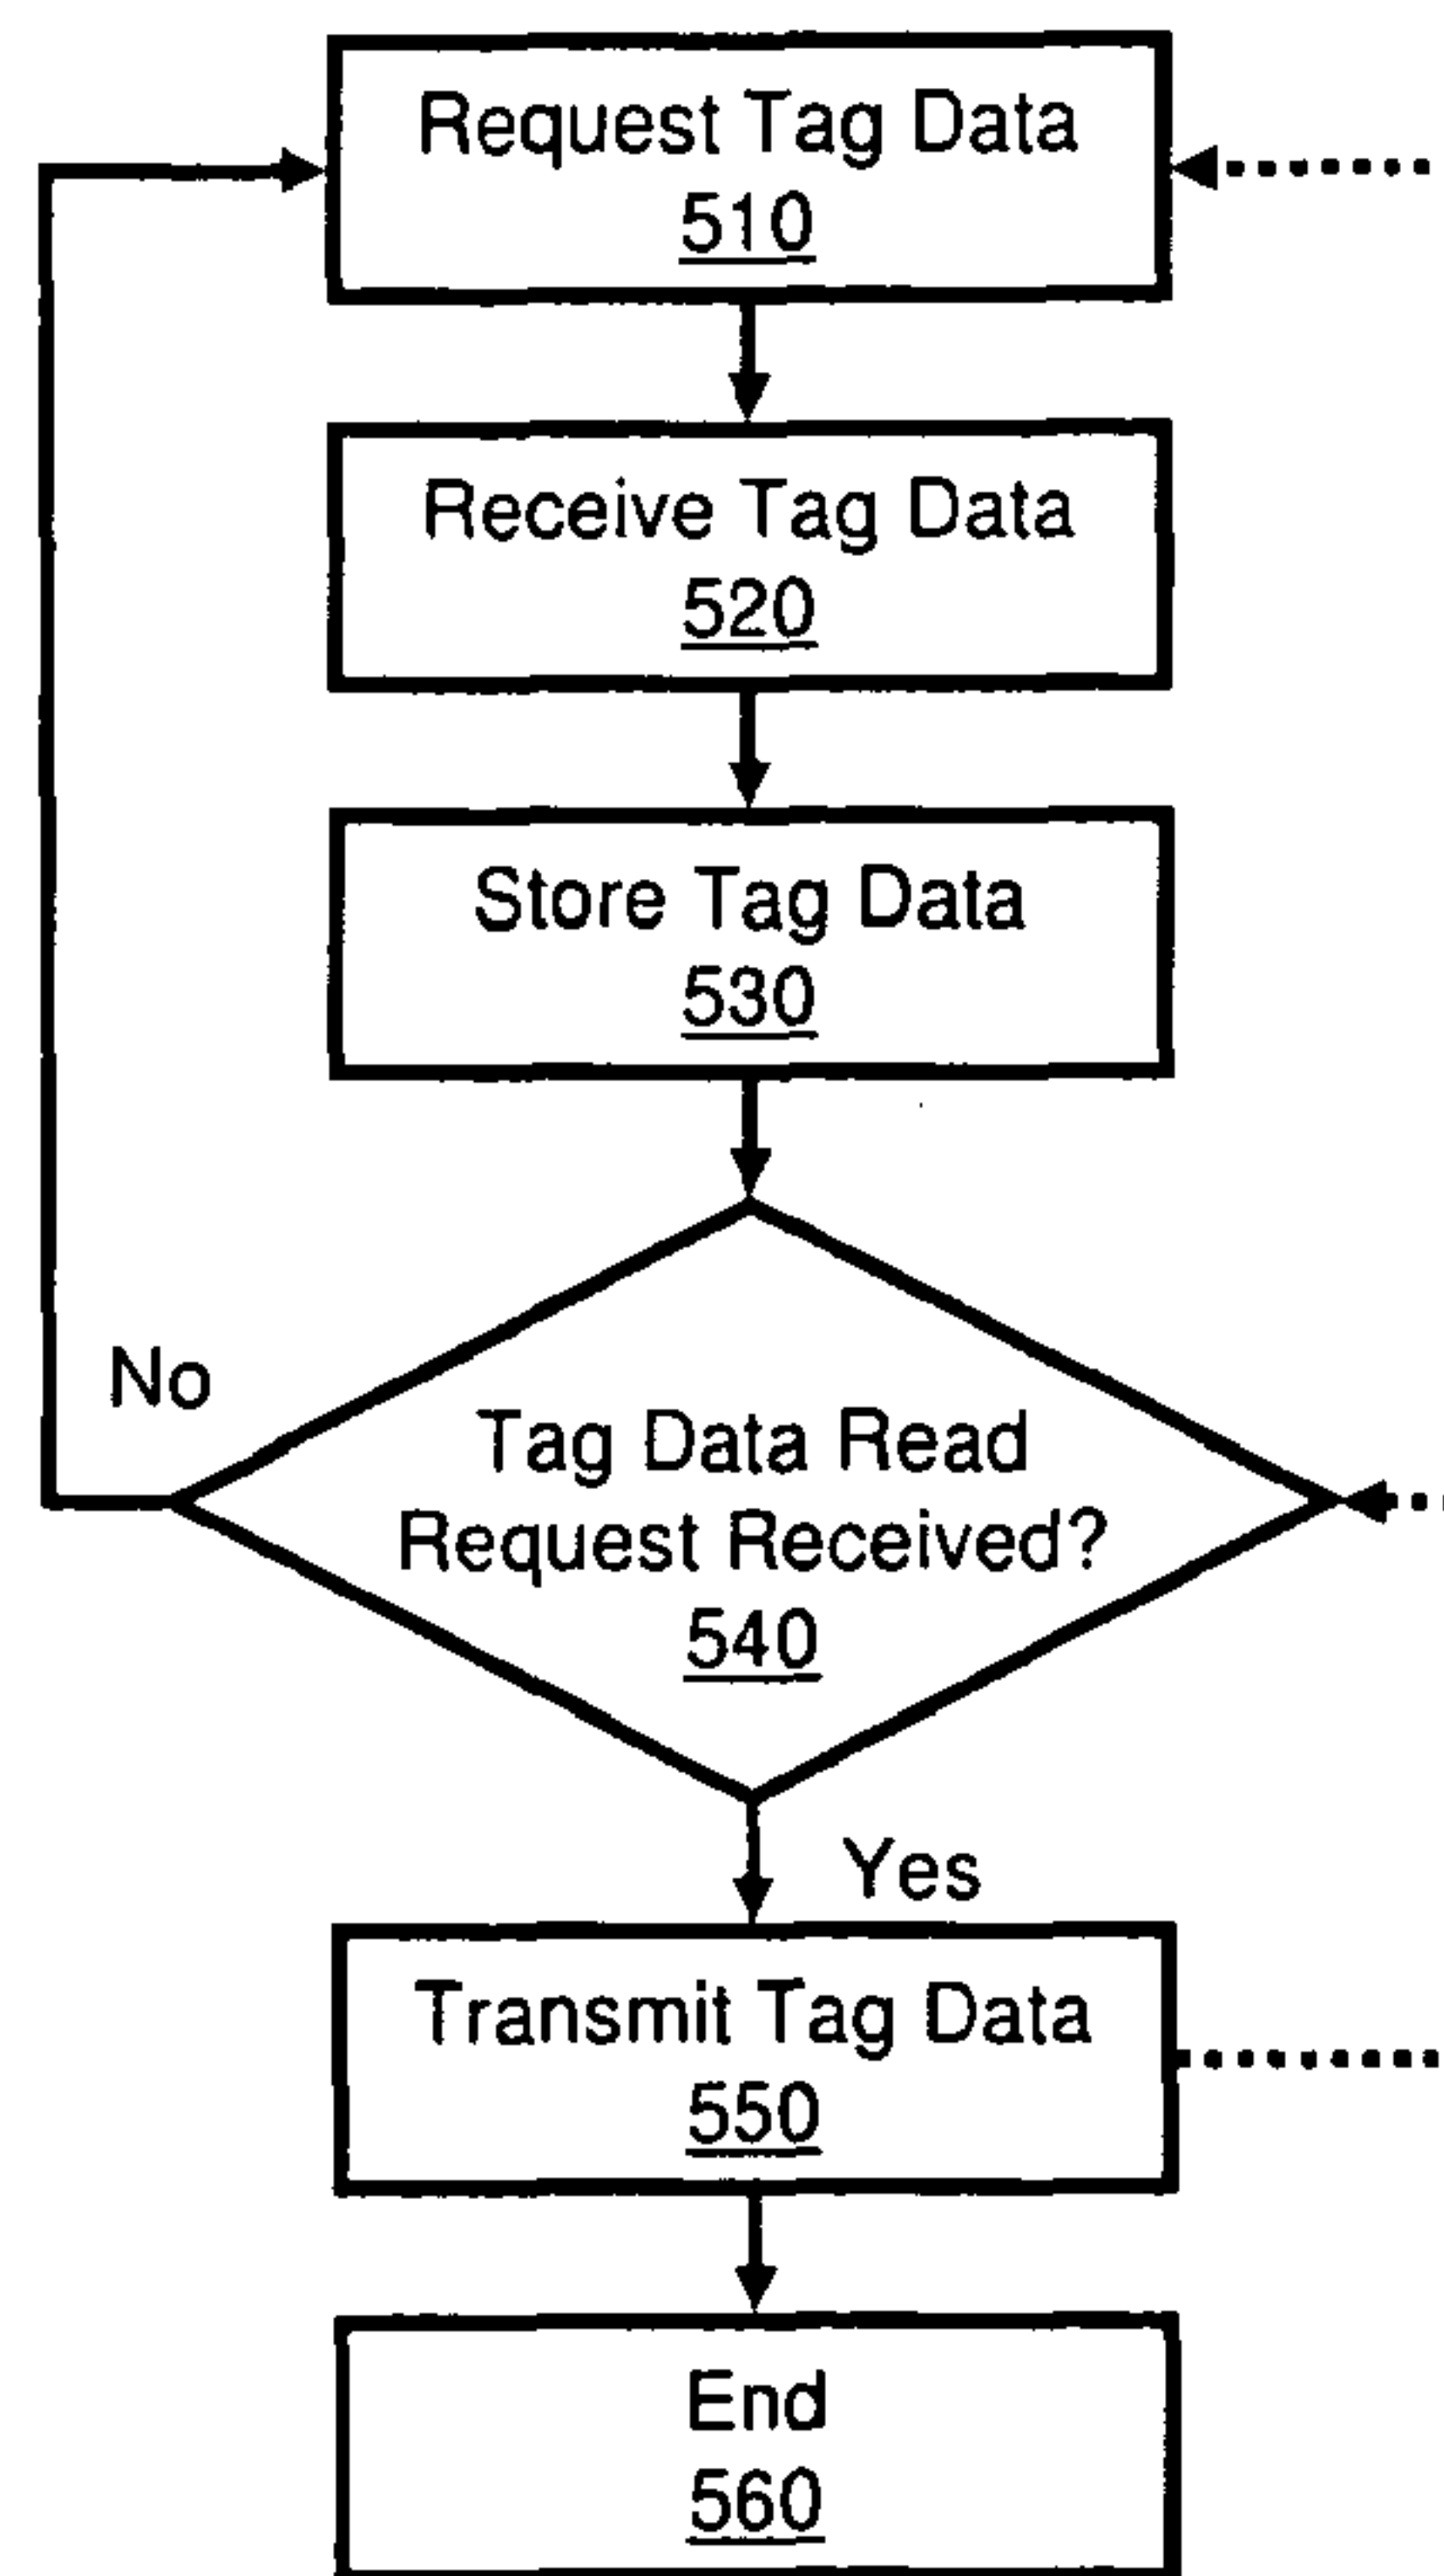 Request Tag Data
510
Receive Tag Data
520
Store Tag Data
530
No
Tag Data Read
Request Received?
540
Yes
Transmit Tag Data
550
End
560